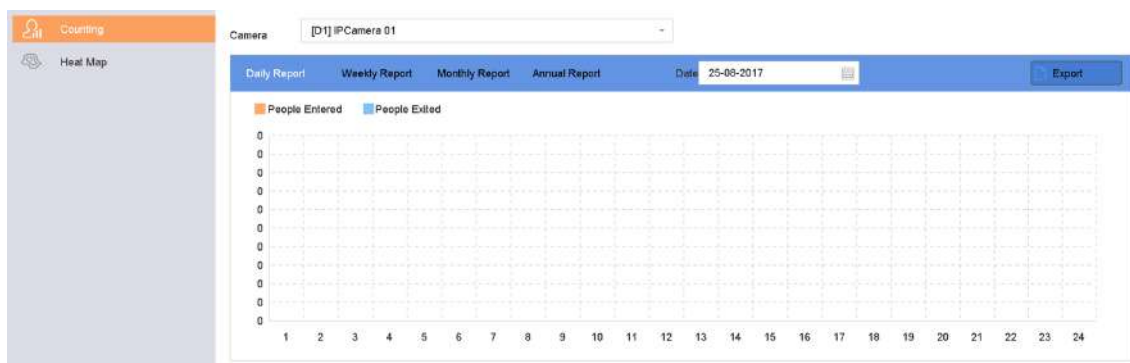 Counting
Heat Map
Camera [D1] IPCamera 01
Daily Report Weekly Report Monthly Report Annual Report Date 25-08-2017 Export
People Entered People Exited
0
0
0
0
0
0
0
0
0
0
0
1 2 3 4 5 6 7 8 9 10 11 12 13 14 15 16 17 18 19 20 21 22 23 24